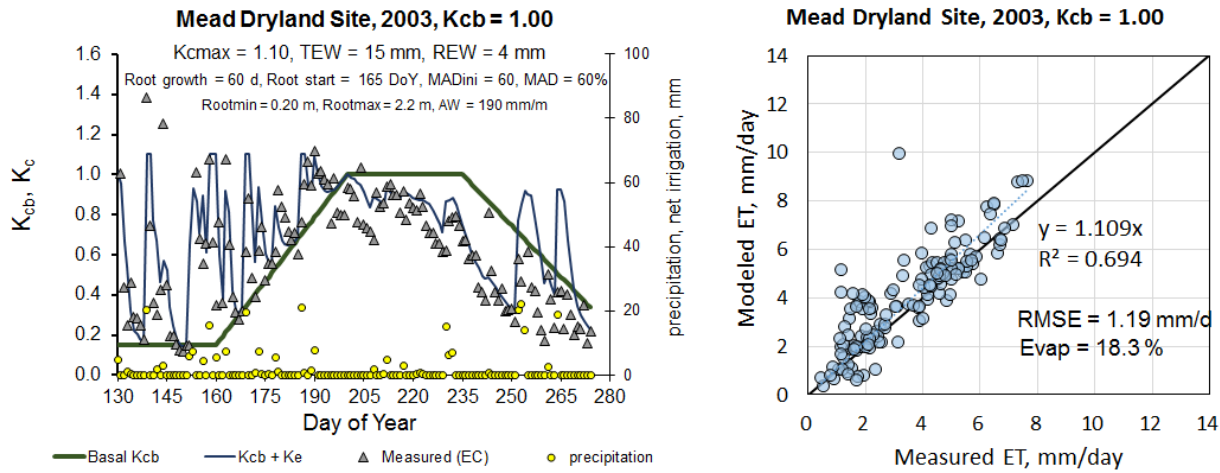 Mead Dryland Site, 2003, Kcb = 1.00
Kcmax = 1.10, TEW = 15 mm, REW = 4 mm
Root growth = 60 d, Root start = 165 DoY, MADini = 60, MAD = 60%
Rootmin = 0.20 m, Rootmax = 2.2 m, AW = 190 mm/m
Kcb, Kc
1.6
1.4
1.2
1.0
0.8
0.6
0.4
0.2
0.0
100
80
60
40
20
0
precipitation, net irrigation, mm
130 145 160 175 190 205 220 235 250 265 280
Day of Year
Basal Kcb Kcb + Ke Measured (EC) precipitation
Mead Dryland Site, 2003, Kcb = 1.00
Modeled ET, mm/day
14
12
10
8
6
4
2
0
y = 1.109x
R² = 0.694
RMSE = 1.19 mm/d
Evap = 18.3 %
0 2 4 6 8 10 12 14
Measured ET, mm/day